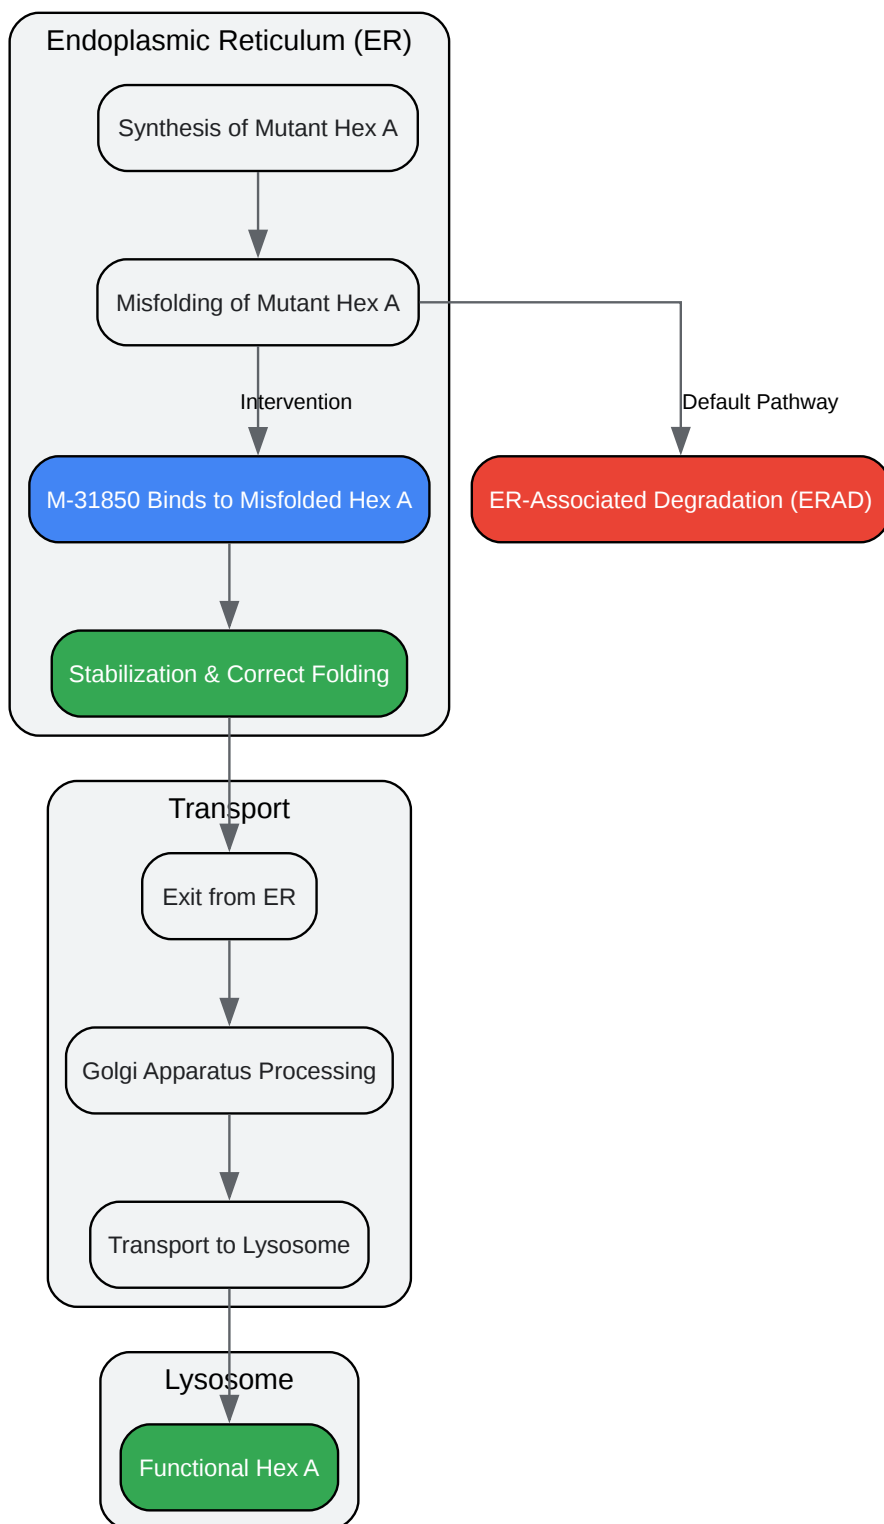 Endoplasmic Reticulum (ER)
Synthesis of Mutant Hex A
Misfolding of Mutant Hex A
Intervention
Default Pathway
M-31850 Binds to Misfolded Hex A
ER-Associated Degradation (ERAD)
Stabilization & Correct Folding
Transport
Exit from ER
Golgi Apparatus Processing
Transport to Lysosome
Lysosome
Functional Hex A